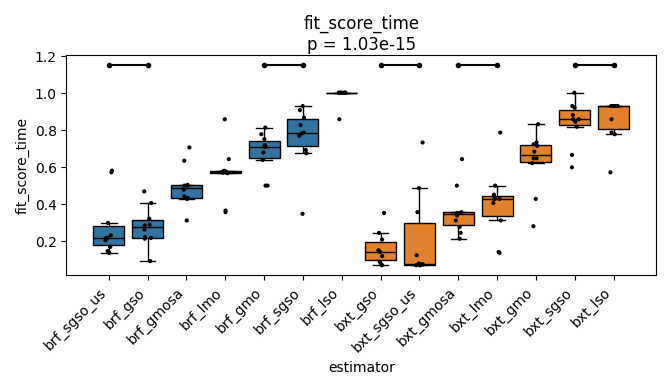 fit_score_time
p = 1.03e-15
fit_score_time
1.2
1.0
0.8
0.6
0.4
0.2
brf_sgso_us
brf_gso
brf_gmosa
brf_lmo
brf_gmo
brf_sgso
brf_lso
bxt_gso
bxt_sgso_us
bxt_gmosa
bxt_lmo
bxt_gmo
bxt_sgso
bxt_lso
estimator